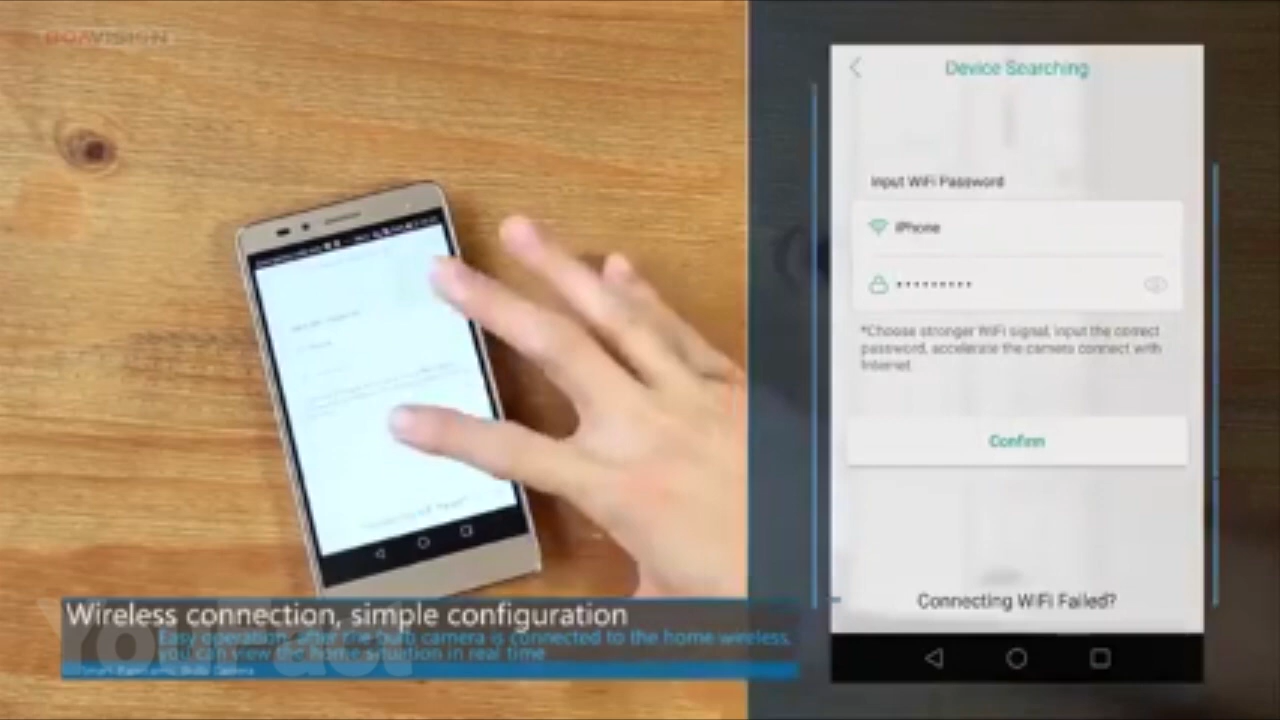 Device Searching
Input WiFi Password
iPhone
*Choose stronger WiFi signal, input the correct
password, accelerate the camera connect with
Internet.
Confirm
Connecting WiFi Failed?
Wireless connection, simple configuration
Easy operation, after the bulb camera is connected to the home wireless,
you can view the home situation in real time